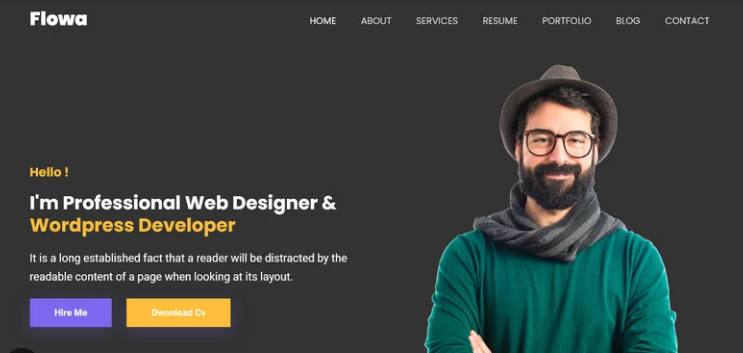 Flowa
HOME ABOUT SERVICES RESUME PORTFOLIO BLOG CONTACT
Hello !
I'm Professional Web Designer &
Wordpress Developer
It is a long established fact that a reader will be distracted by the
readable content of a page when looking at its layout.
Hire Me Dwonload Cv